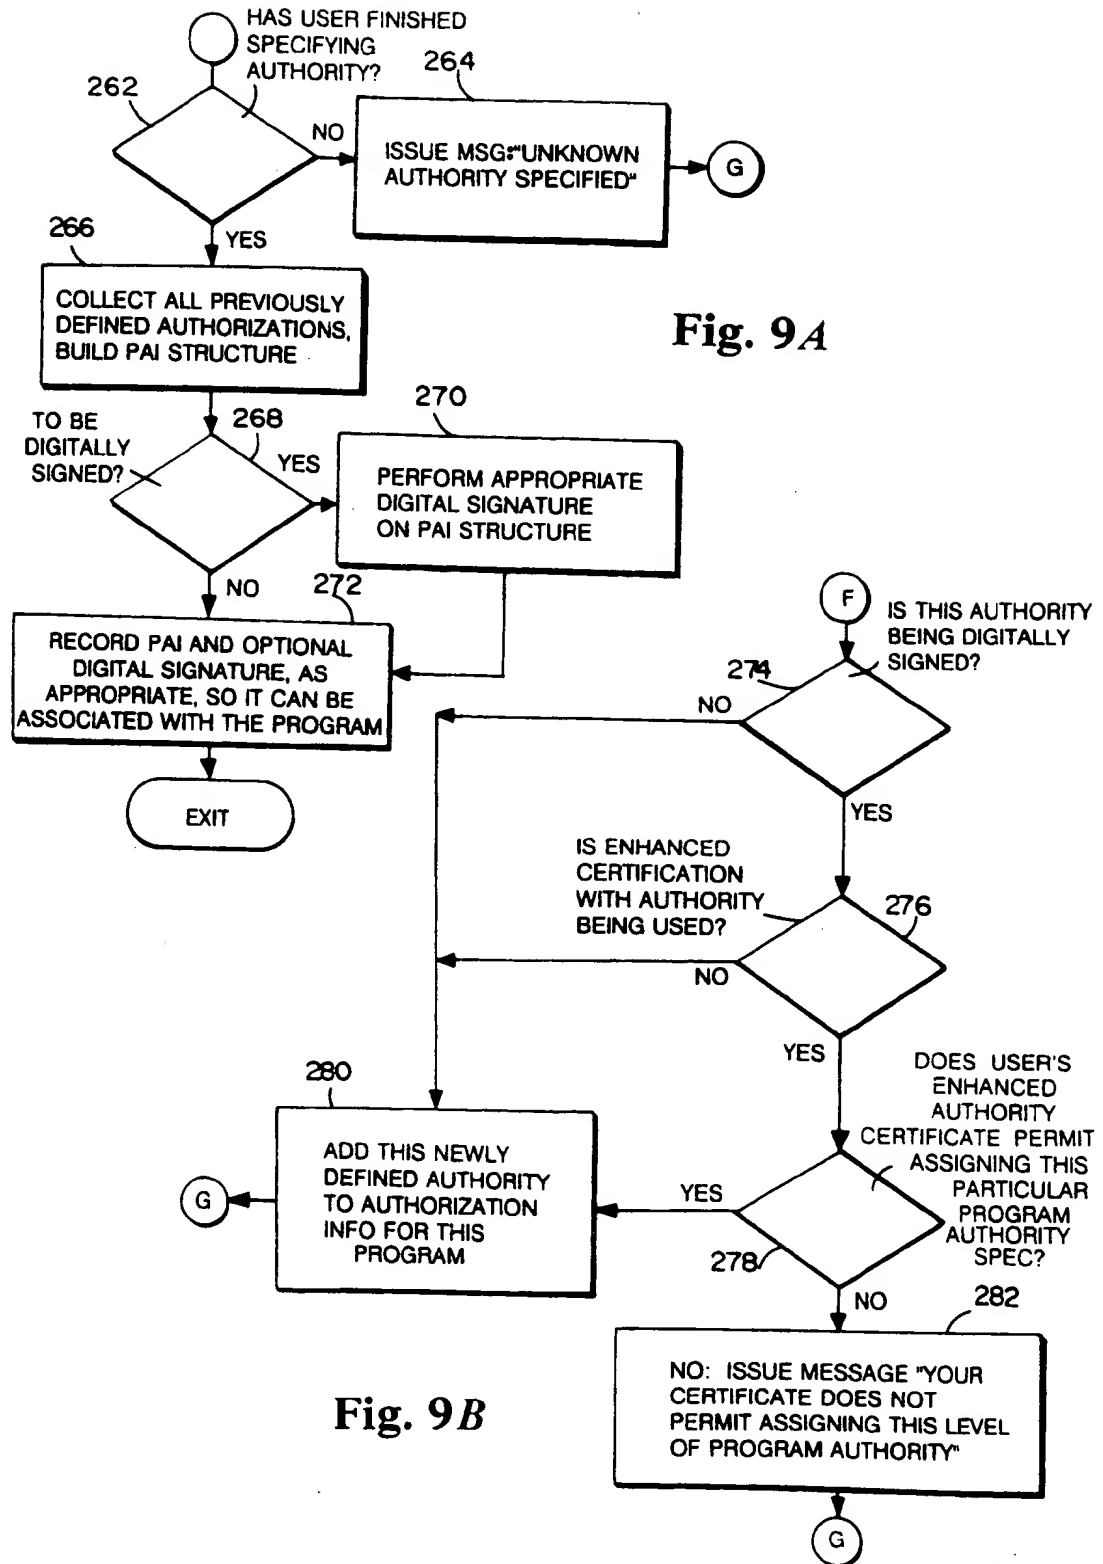 HAS USER FINISHED
SPECIFYING
AUTHORITY?
262
264
NO
ISSUE MSG:"UNKNOWN
AUTHORITY SPECIFIED"
G
YES
266
COLLECT ALL PREVIOUSLY
DEFINED AUTHORIZATIONS,
BUILD PAI STRUCTURE
Fig. 9A
TO BE
DIGITALLY
SIGNED?
268
YES
270
PERFORM APPROPRIATE
DIGITAL SIGNATURE
ON PAI STRUCTURE
NO
272
RECORD PAI AND OPTIONAL
DIGITAL SIGNATURE, AS
APPROPRIATE, SO IT CAN BE
ASSOCIATED WITH THE PROGRAM
EXIT
F
IS THIS AUTHORITY
BEING DIGITALLY
SIGNED?
274
NO
YES
IS ENHANCED
CERTIFICATION
WITH AUTHORITY
BEING USED?
276
NO
YES
DOES USER'S
ENHANCED
AUTHORITY
CERTIFICATE PERMIT
ASSIGNING THIS
PARTICULAR
PROGRAM
AUTHORITY
SPEC?
280
ADD THIS NEWLY
DEFINED AUTHORITY
TO AUTHORIZATION
INFO FOR THIS
PROGRAM
G
YES
278
NO
282
NO: ISSUE MESSAGE "YOUR
CERTIFICATE DOES NOT
PERMIT ASSIGNING THIS LEVEL
OF PROGRAM AUTHORITY"
Fig. 9B
G